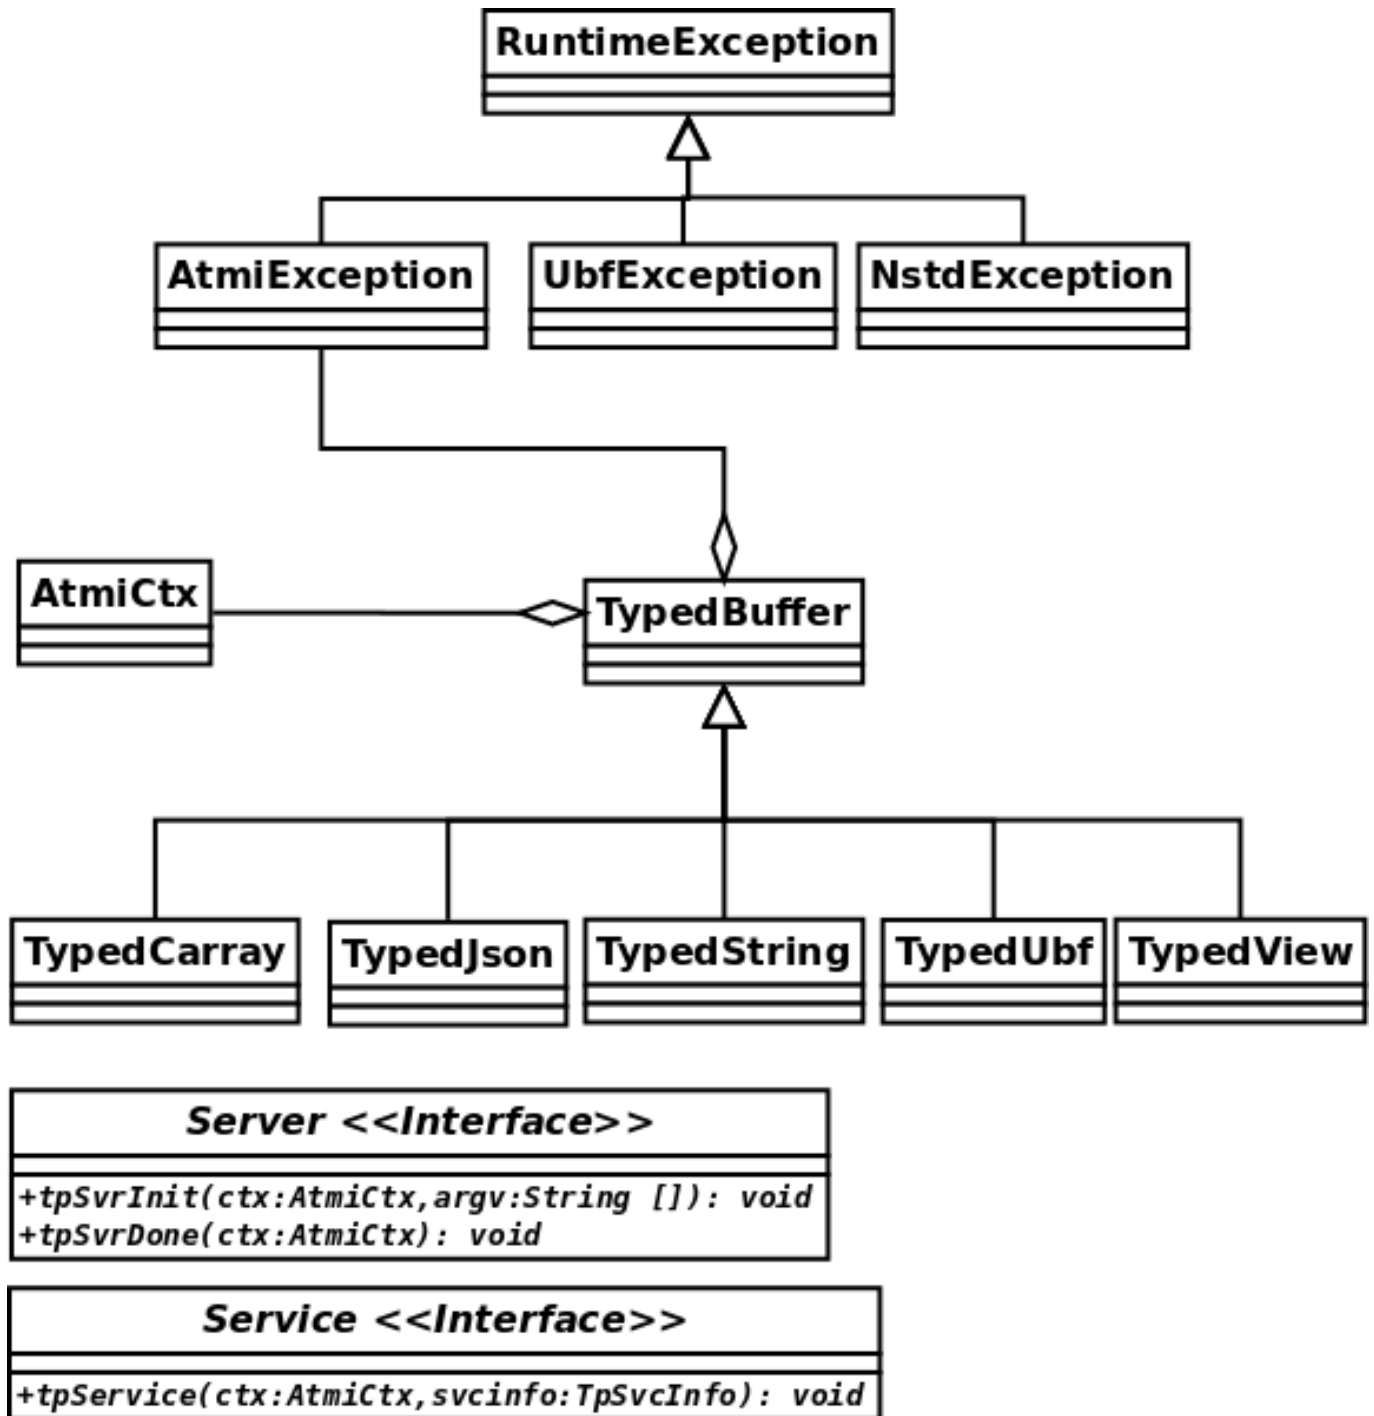 RuntimeException
AtmiException
UbfException
NstdException
AtmiCtx
TypedBuffer
TypedCarray
TypedJson
TypedString
TypedUbf
TypedView
Server <<Interface>>
+tpSvrInit(ctx:AtmiCtx,argv:String []): void
+tpSvrDone(ctx:AtmiCtx): void
Service <<Interface>>
+tpService(ctx:AtmiCtx,svcinfo:TpSvcInfo): void